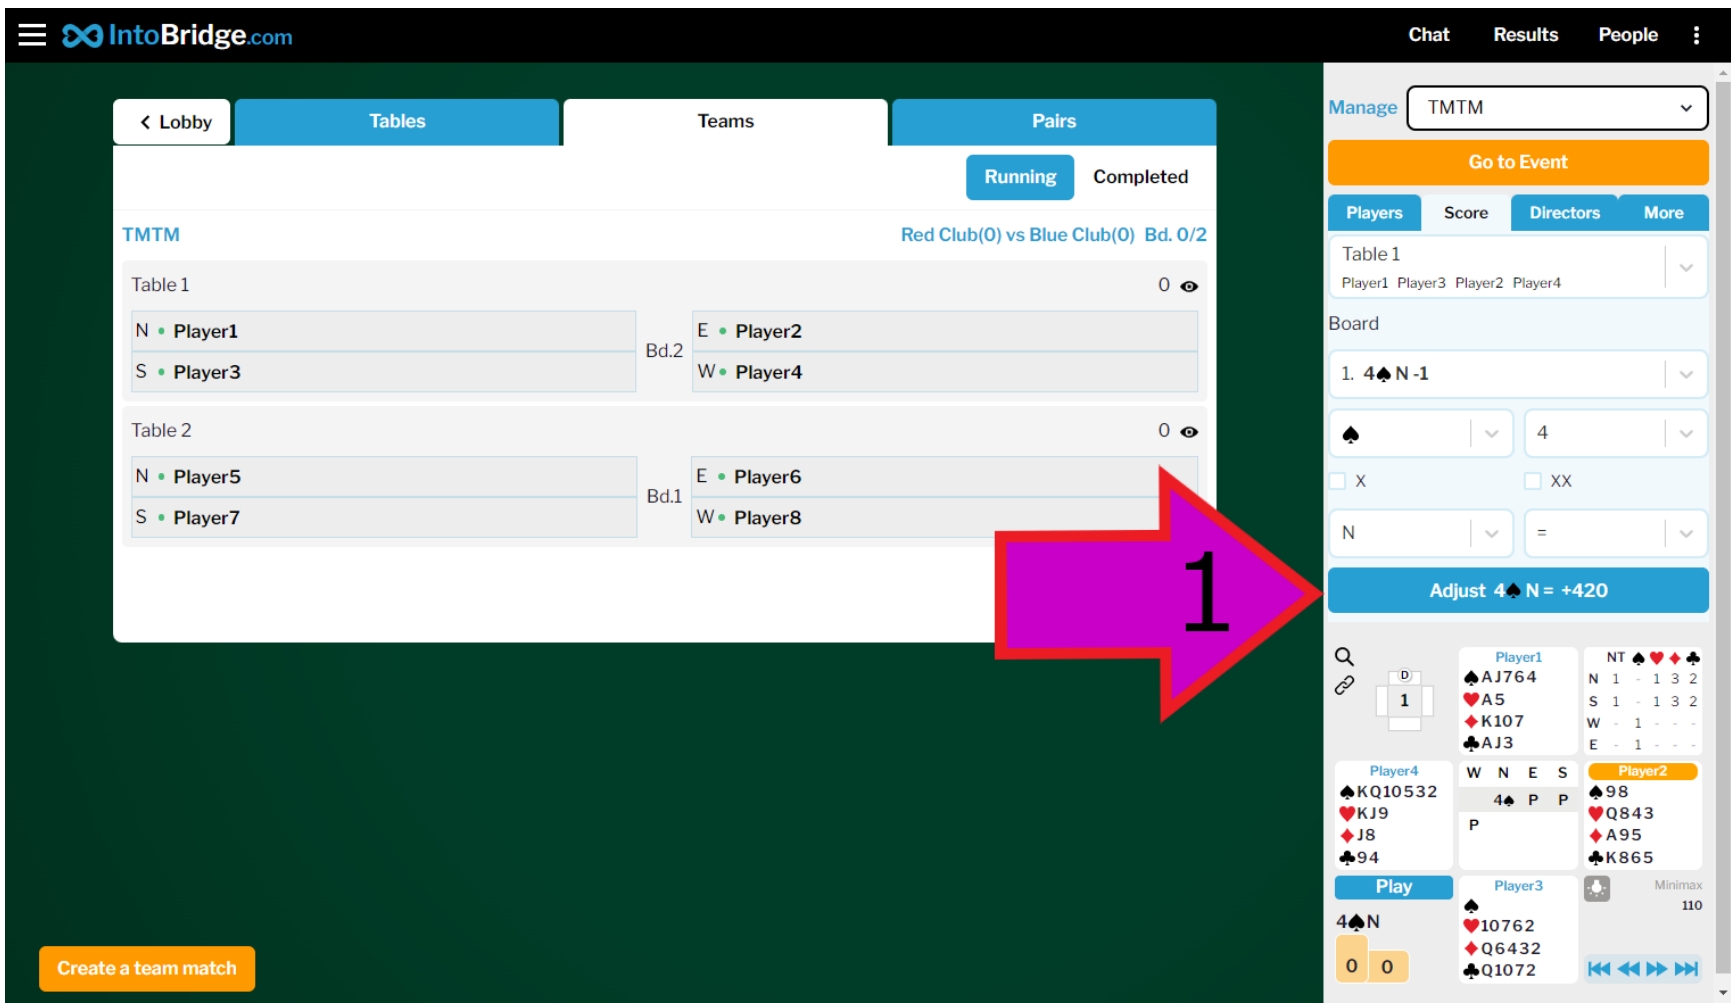 IntoBridge.com
Chat Results People
Lobby Tables Teams Pairs
Running Completed
TMTM Red Club(0) vs Blue Club(0) Bd. 0/2
Table 1 0
N • Player1
S • Player3
Bd.2
E • Player2
W • Player4
Table 2 0
N • Player5
S • Player7
Bd.1
E • Player6
W • Player8
1
Create a team match
Manage TMTM
Go to Event
Players Score Directors More
Table 1
Player1 Player3 Player2 Player4
Board
1. 4♠ N -1
♠ 4
X XX
N =
Adjust 4♠ N = +420
D
1
Player1
♠AJ764
♥A5
♦K107
♣AJ3
NT ♠ ♥ ♦ ♣
N 1 - 1 3 2
S 1 - 1 3 2
W - 1 - - -
E - 1 - - -
Player4
♠KQ10532
♥KJ9
♦J8
♣94
W N E S
4♠ P P
P
Player2
♠98
♥Q843
♦A95
♣K865
Play
4♠N
0 0
Player3
♠
♥10762
♦Q6432
♣Q1072
Minimax
110